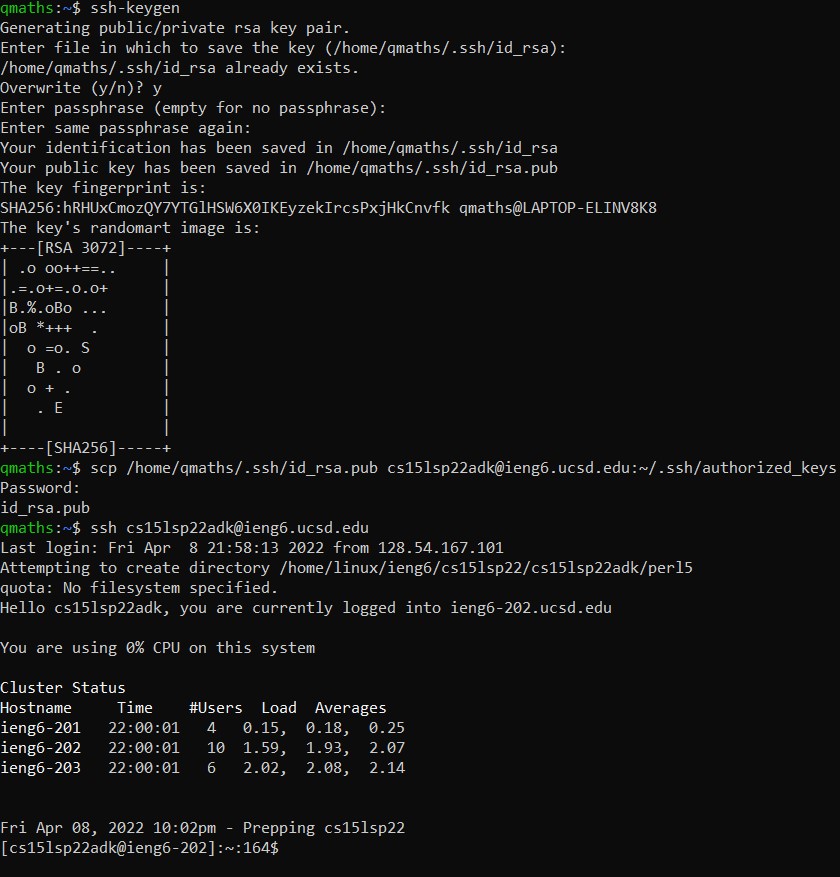 qmaths:~$ ssh-keygen
Generating public/private rsa key pair.
Enter file in which to save the key (/home/qmaths/.ssh/id_rsa):
/home/qmaths/.ssh/id_rsa already exists.
Overwrite (y/n)? y
Enter passphrase (empty for no passphrase):
Enter same passphrase again:
Your identification has been saved in /home/qmaths/.ssh/id_rsa
Your public key has been saved in /home/qmaths/.ssh/id_rsa.pub
The key fingerprint is:
SHA256:hRHUxCmozQY7YTGlHSW6X0IKEyzekIrcsPxjHkCnvfk qmaths@LAPTOP-ELINV8K8
The key's randomart image is:
+---[RSA 3072]----+
| .o oo++==..     |
|.=.o+=.o.o+      |
|B.%.oBo ...      |
|oB *+++  .       |
|  o =o. S        |
|   B . o         |
|  o + .          |
|   . E           |
|                 |
+----[SHA256]-----+
qmaths:~$ scp /home/qmaths/.ssh/id_rsa.pub cs15lsp22adk@ieng6.ucsd.edu:~/.ssh/authorized_keys
Password:
id_rsa.pub
qmaths:~$ ssh cs15lsp22adk@ieng6.ucsd.edu
Last login: Fri Apr  8 21:58:13 2022 from 128.54.167.101
Attempting to create directory /home/linux/ieng6/cs15lsp22/cs15lsp22adk/perl5
quota: No filesystem specified.
Hello cs15lsp22adk, you are currently logged into ieng6-202.ucsd.edu
You are using 0% CPU on this system
Cluster Status
Hostname     Time    #Users  Load  Averages
ieng6-201   22:00:01   4   0.15,  0.18,  0.25
ieng6-202   22:00:01   10  1.59,  1.93,  2.07
ieng6-203   22:00:01   6   2.02,  2.08,  2.14
Fri Apr 08, 2022 10:02pm - Prepping cs15lsp22
[cs15lsp22adk@ieng6-202]:~:164$